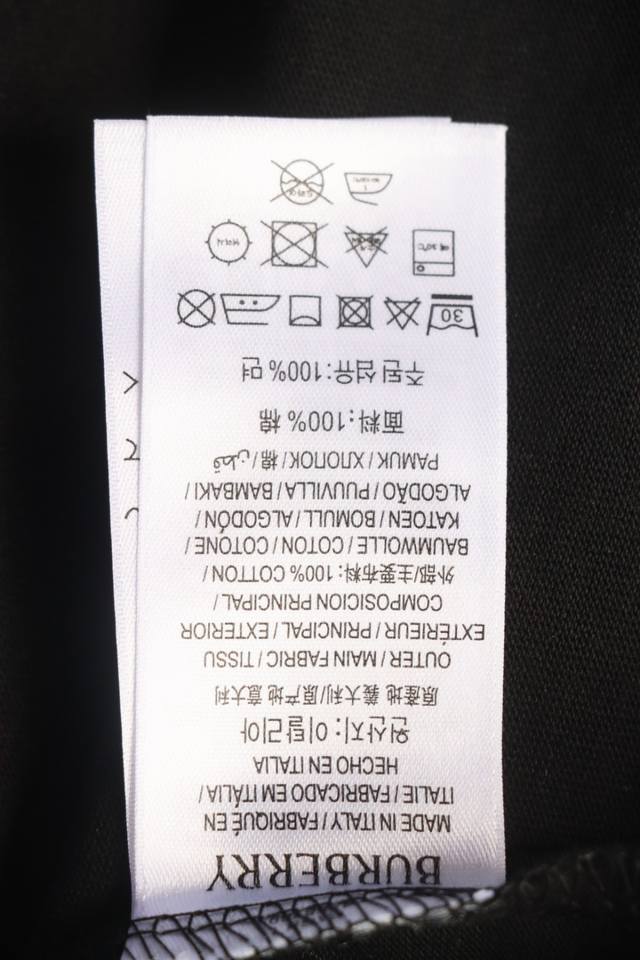 BURBERRY
MADE IN ITALY / FABRIQUÉ EN
ITALIE / FABRICADO EM ITÁLIA /
HECHO EN ITALIA
원산지: 이탈리아
原産地 義大利/原产地 意大利
OUTER / MAIN FABRIC / TISSU
EXTÉRIEUR / PRINCIPAL / EXTERIOR
COMPOSICION PRINCIPAL /
外部/主要布料: 100% COTTON /
BAUMWOLLE / COTON / COTONE /
KATOEN / BOMULL / ALGODÓN /
ALGODÃO / PUUVILLA / BAMBAKI /
PAMUK / ХЛОПОК / 棉 / قطن
面料:100% 棉
주된 섬유:100% 면
30